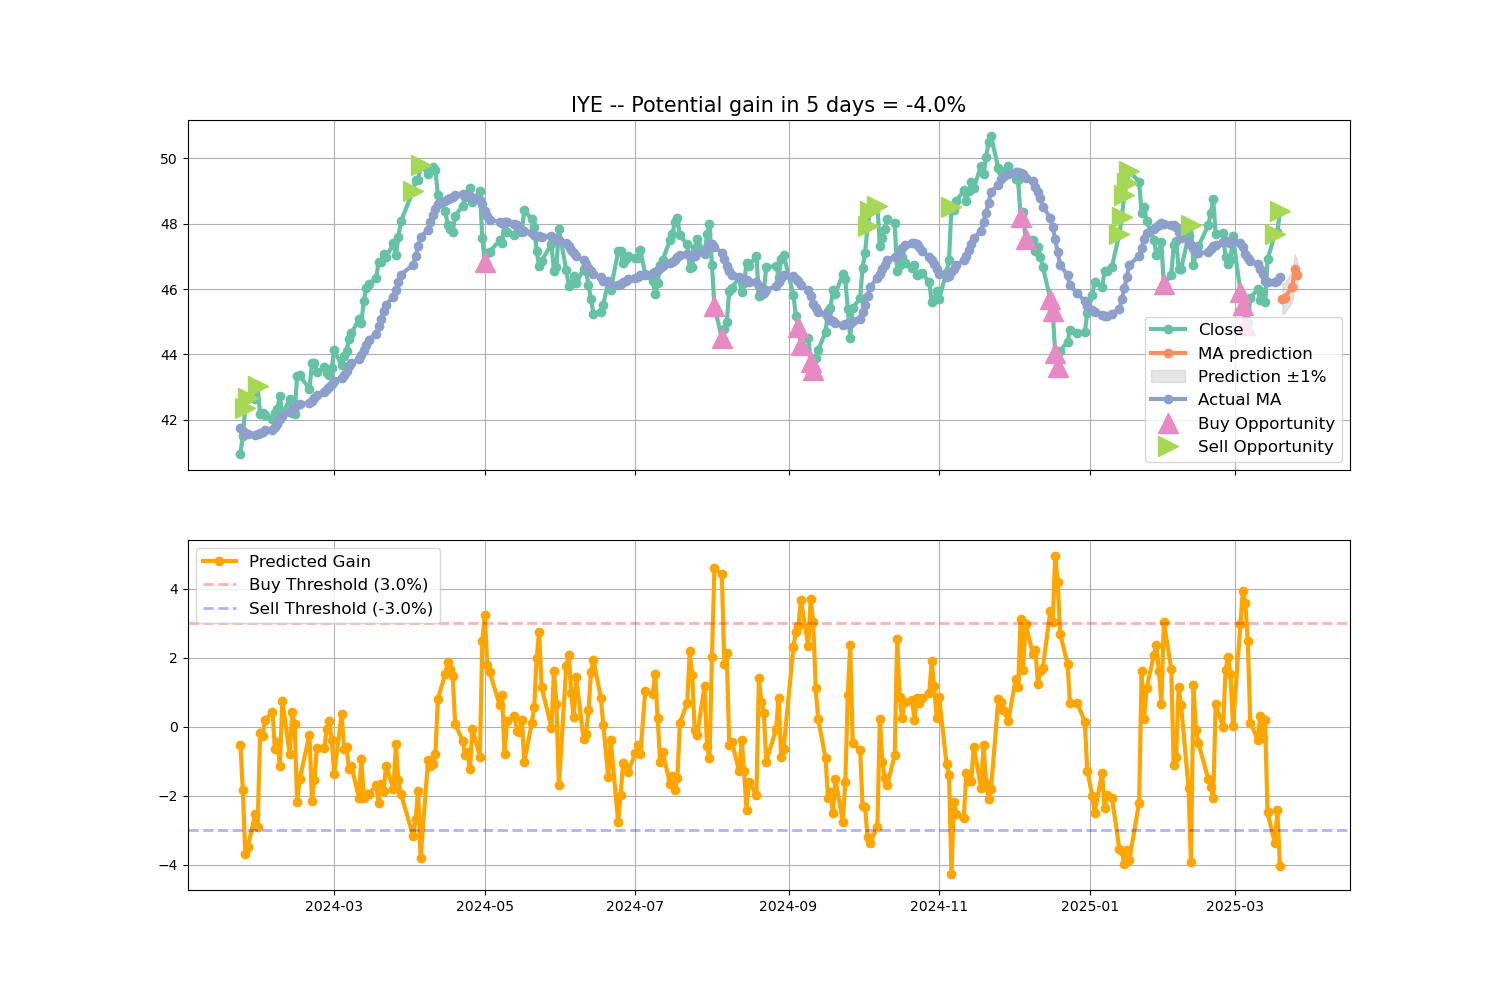 IYE -- Potential gain in 5 days = -4.0%
50
48
46
44
42
Close
MA prediction
Prediction ±1%
Actual MA
Buy Opportunity
Sell Opportunity
Predicted Gain
Buy Threshold (3.0%)
Sell Threshold (-3.0%)
4
2
0
−2
−4
2024-03
2024-05
2024-07
2024-09
2024-11
2025-01
2025-03